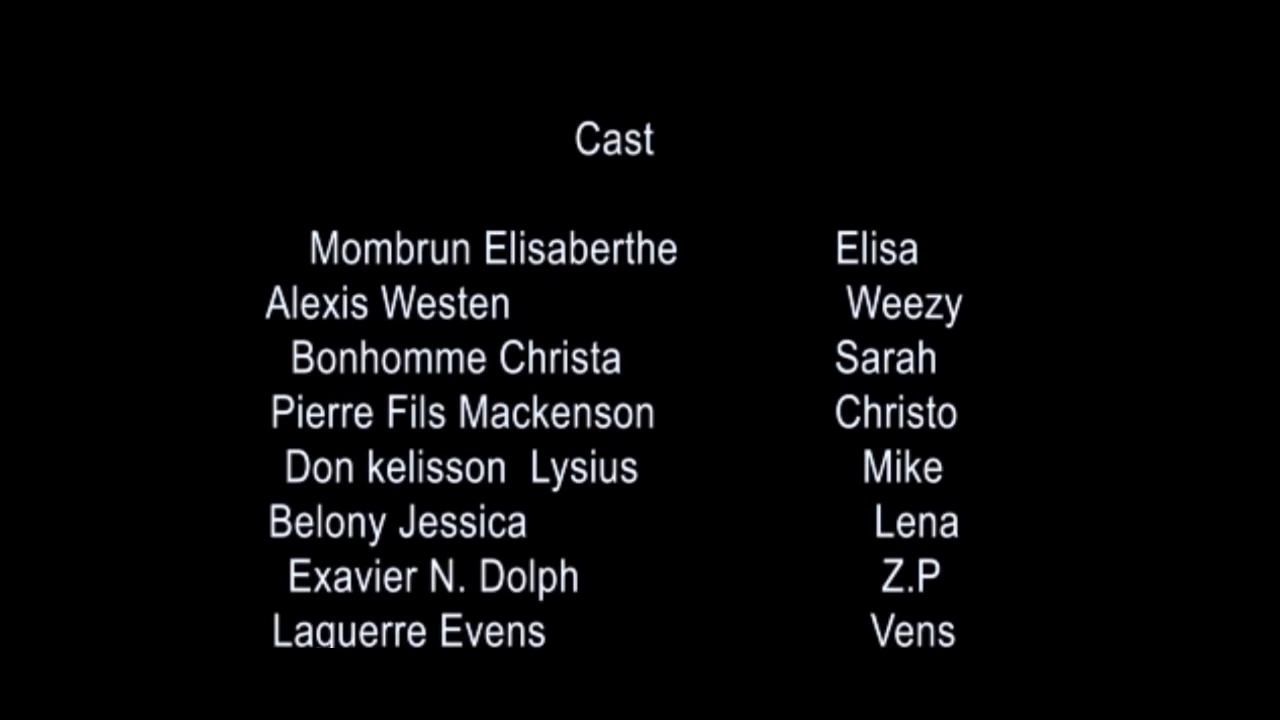 Cast
Mombrun Elisaberthe Elisa
Alexis Westen Weezy
Bonhomme Christa Sarah
Pierre Fils Mackenson Christo
Don kelisson Lysius Mike
Belony Jessica Lena
Exavier N. Dolph Z.P
Laguerre Evens Vens